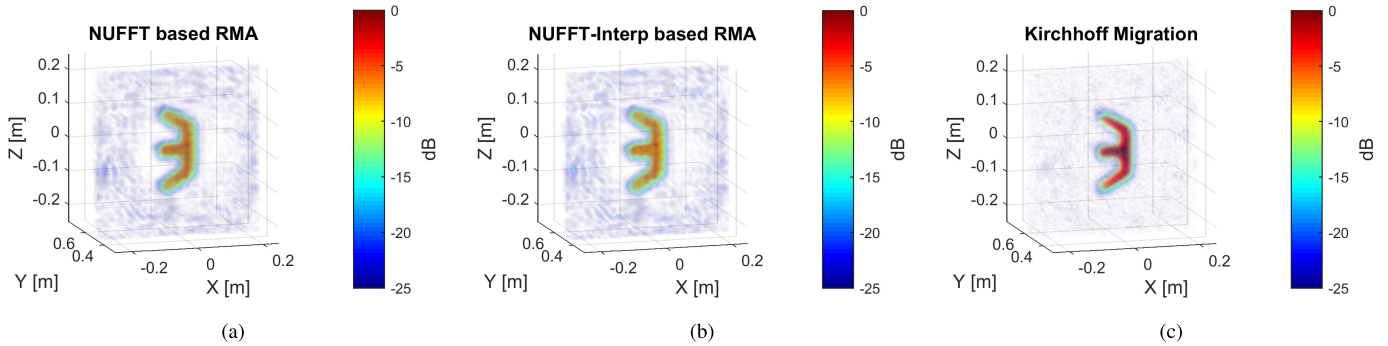 NUFFT based RMA
0.2
0.1
0
-0.1
-0.2
Z [m]
0.6
0.4
Y [m]
-0.2
0
0.2
X [m]
0
-5
-10
-15
-20
-25
dB
(a)
NUFFT-Interp based RMA
0.2
0.1
0
-0.1
-0.2
Z [m]
0.6
0.4
Y [m]
-0.2
0
0.2
X [m]
0
-5
-10
-15
-20
-25
dB
(b)
Kirchhoff Migration
0.2
0.1
0
-0.1
-0.2
Z [m]
0.6
0.4
Y [m]
-0.2
0
0.2
X [m]
0
-5
-10
-15
-20
-25
dB
(c)